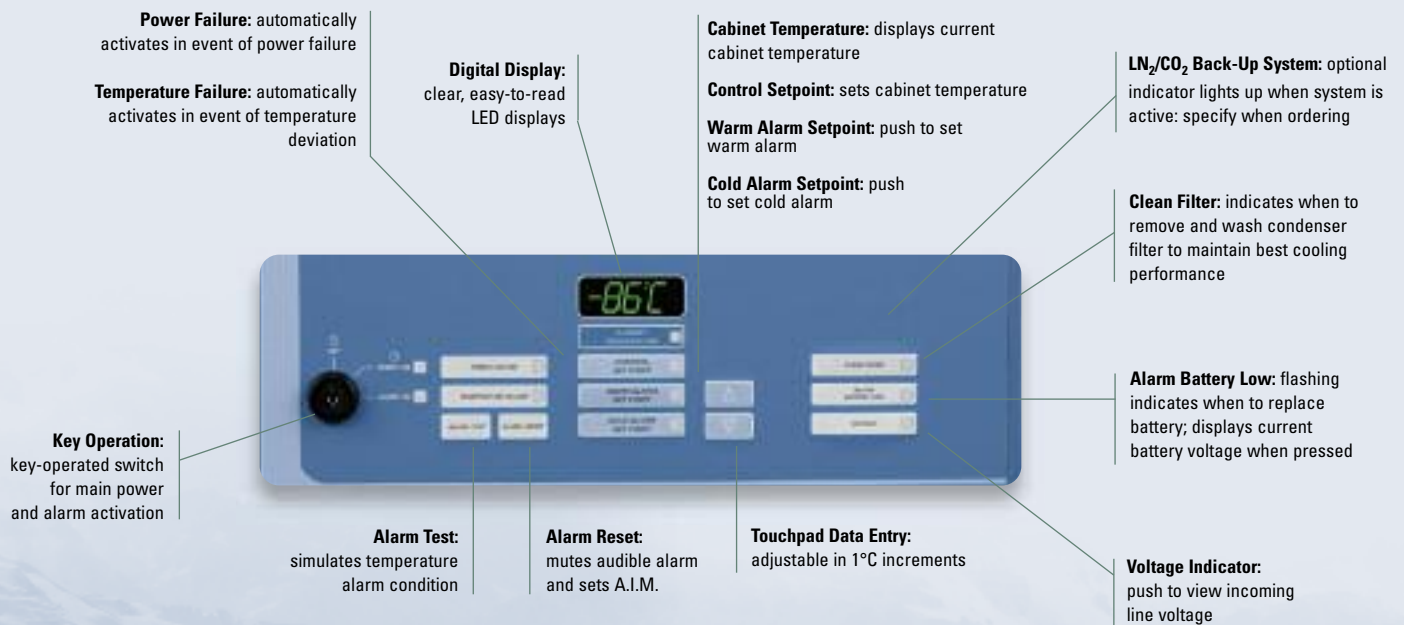 Power Failure: automatically
activates in event of power failure
Temperature Failure: automatically
activates in event of temperature
deviation
Digital Display:
clear, easy-to-read
LED displays
Cabinet Temperature: displays current
cabinet temperature
Control Setpoint: sets cabinet temperature
Warm Alarm Setpoint: push to set
warm alarm
Cold Alarm Setpoint: push
to set cold alarm
LN₂/CO₂ Back-Up System: optional
indicator lights up when system is
active: specify when ordering
Clean Filter: indicates when to
remove and wash condenser
filter to maintain best cooling
performance
-86°C
Alarm Battery Low: flashing
indicates when to replace
battery; displays current
battery voltage when pressed
Key Operation:
key-operated switch
for main power
and alarm activation
Alarm Test:
simulates temperature
alarm condition
Alarm Reset:
mutes audible alarm
and sets A.I.M.
Touchpad Data Entry:
adjustable in 1°C increments
Voltage Indicator:
push to view incoming
line voltage